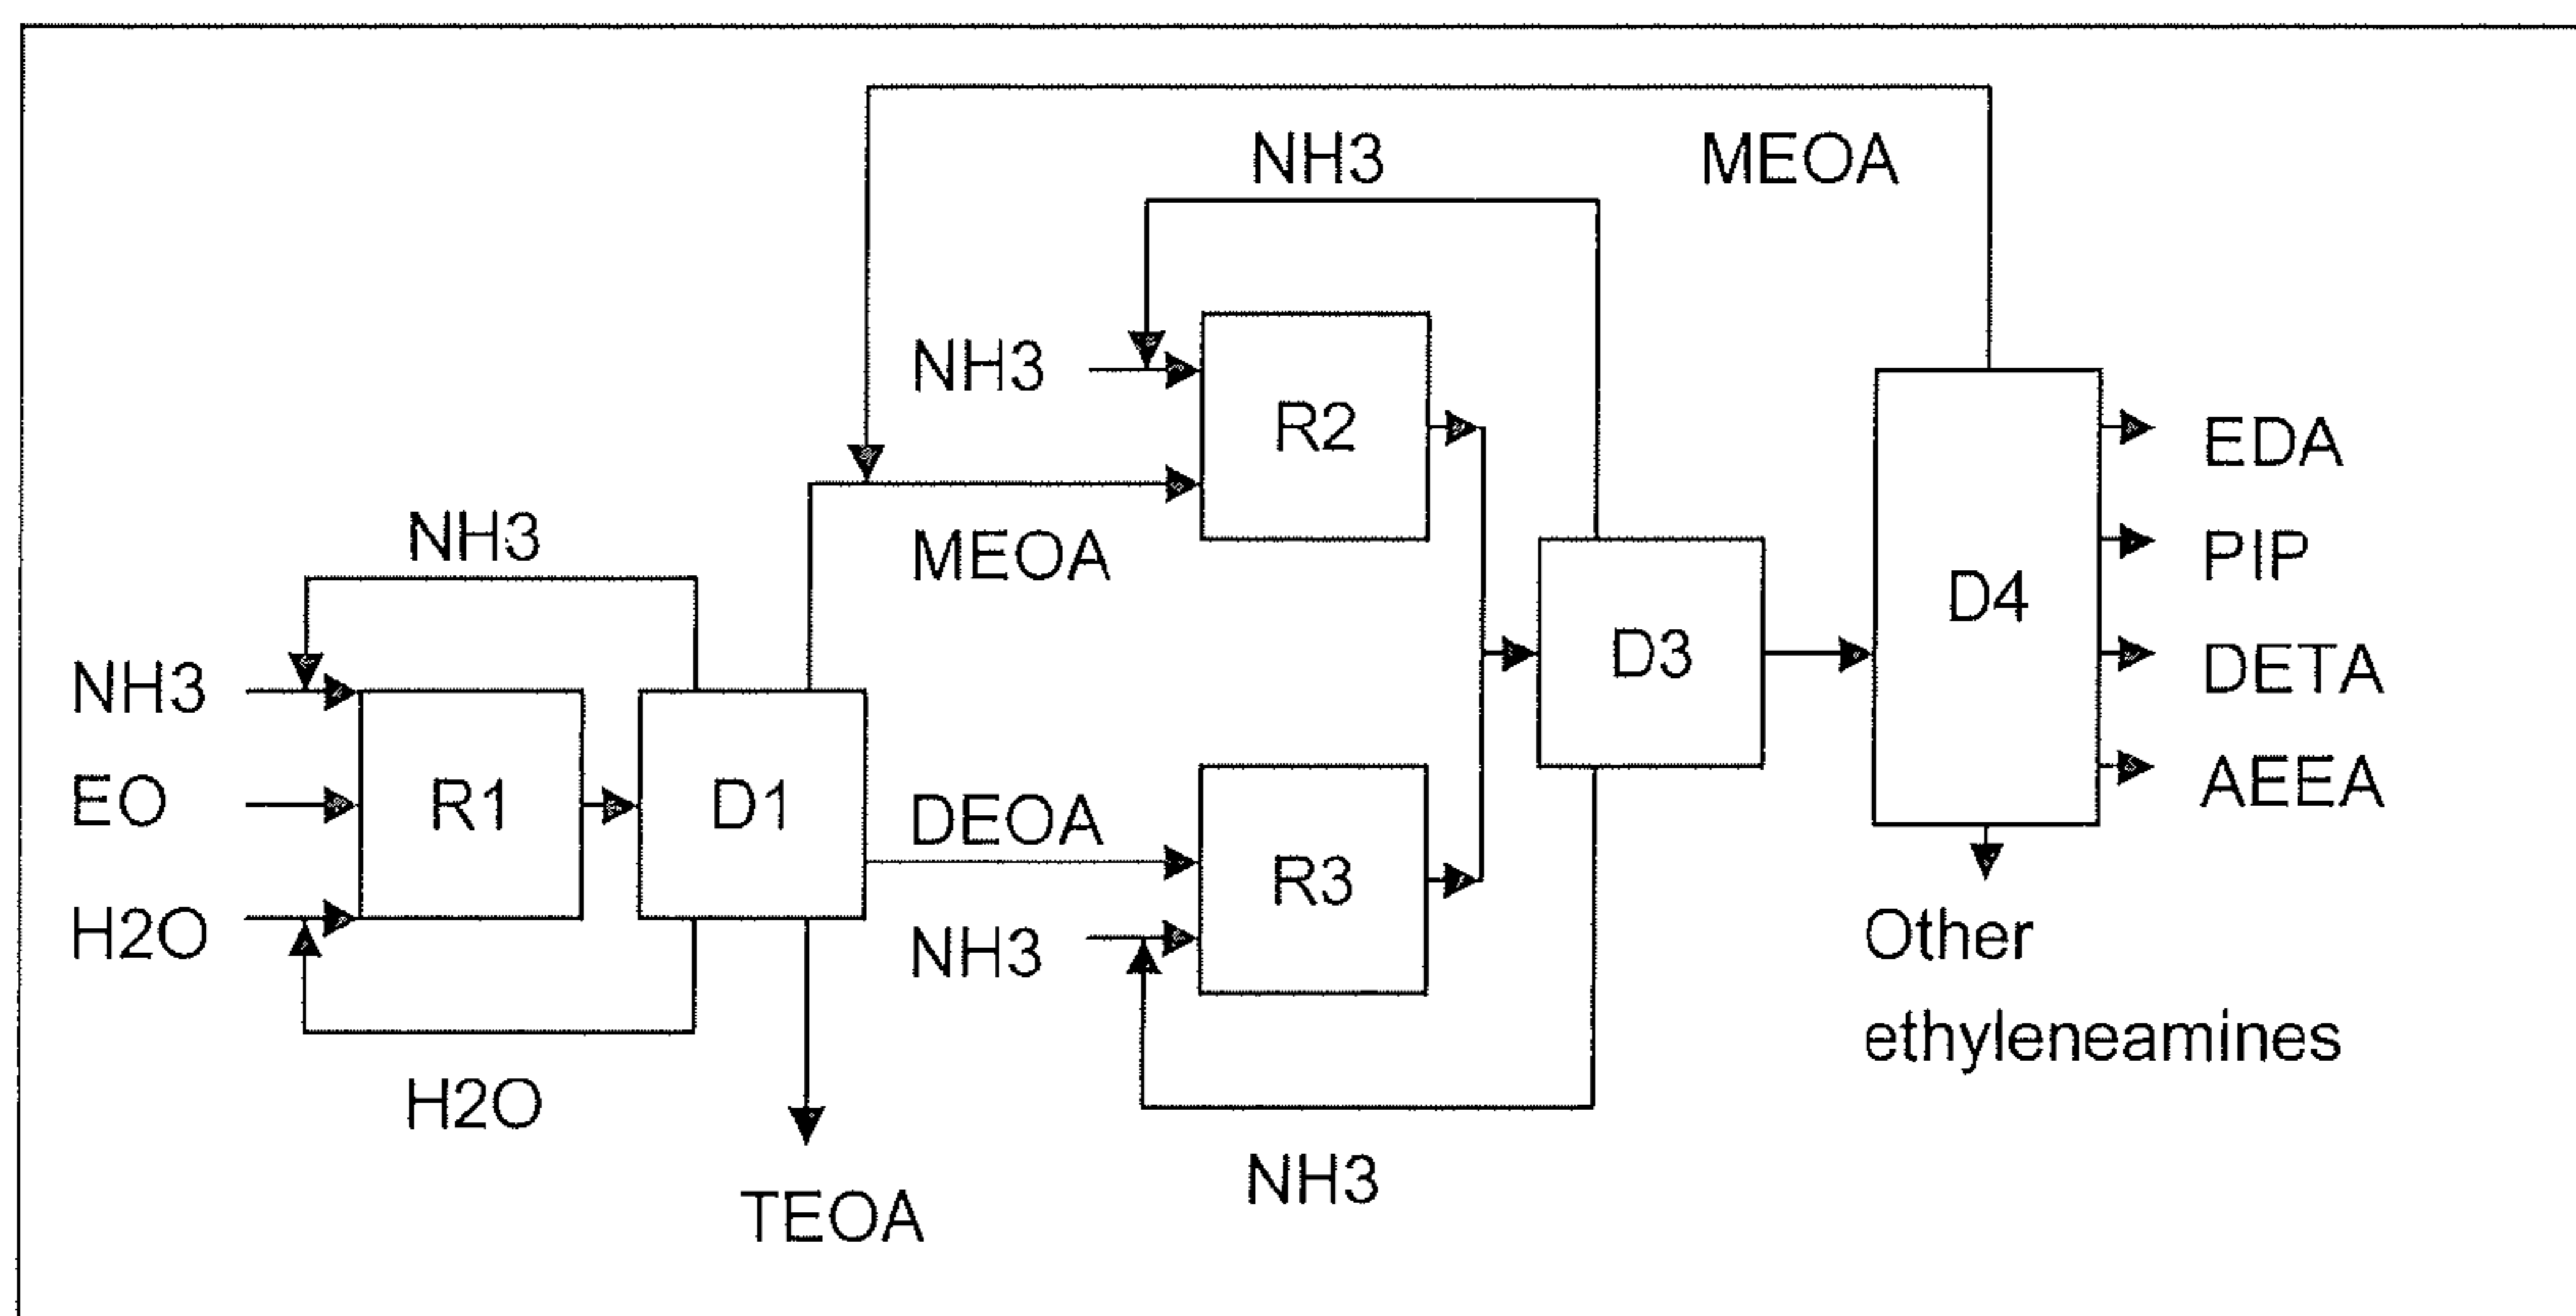 NH3
MEOA
NH3
R2
EDA
MEOA
NH3
PIP
D4
D3
DETA
NH3
EO
R1
D1
DEOA
AEEA
R3
H2O
NH3
Other
ethyleneamines
H2O
NH3
TEOA